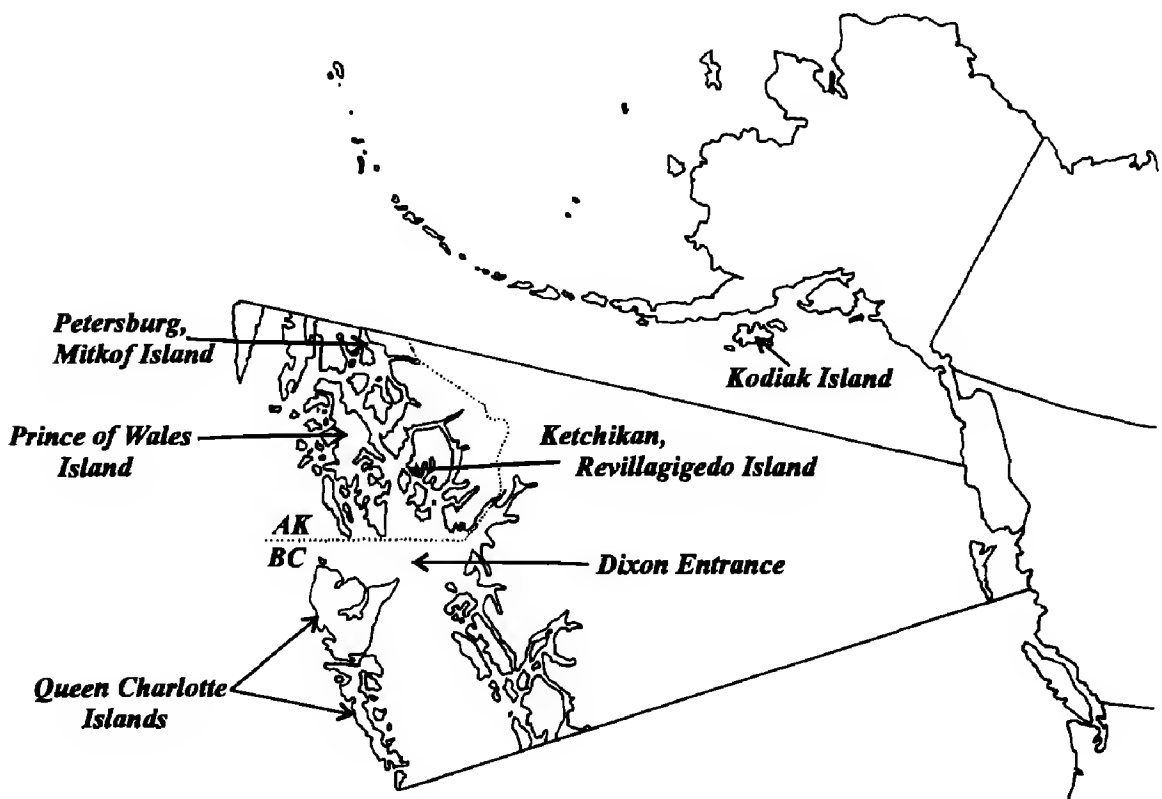 Petersburg,
Mitkof Island
Kodiak Island
Prince of Wales
Island
Ketchikan,
Revillagigedo Island
AK
BC
Dixon Entrance
Queen Charlotte
Islands